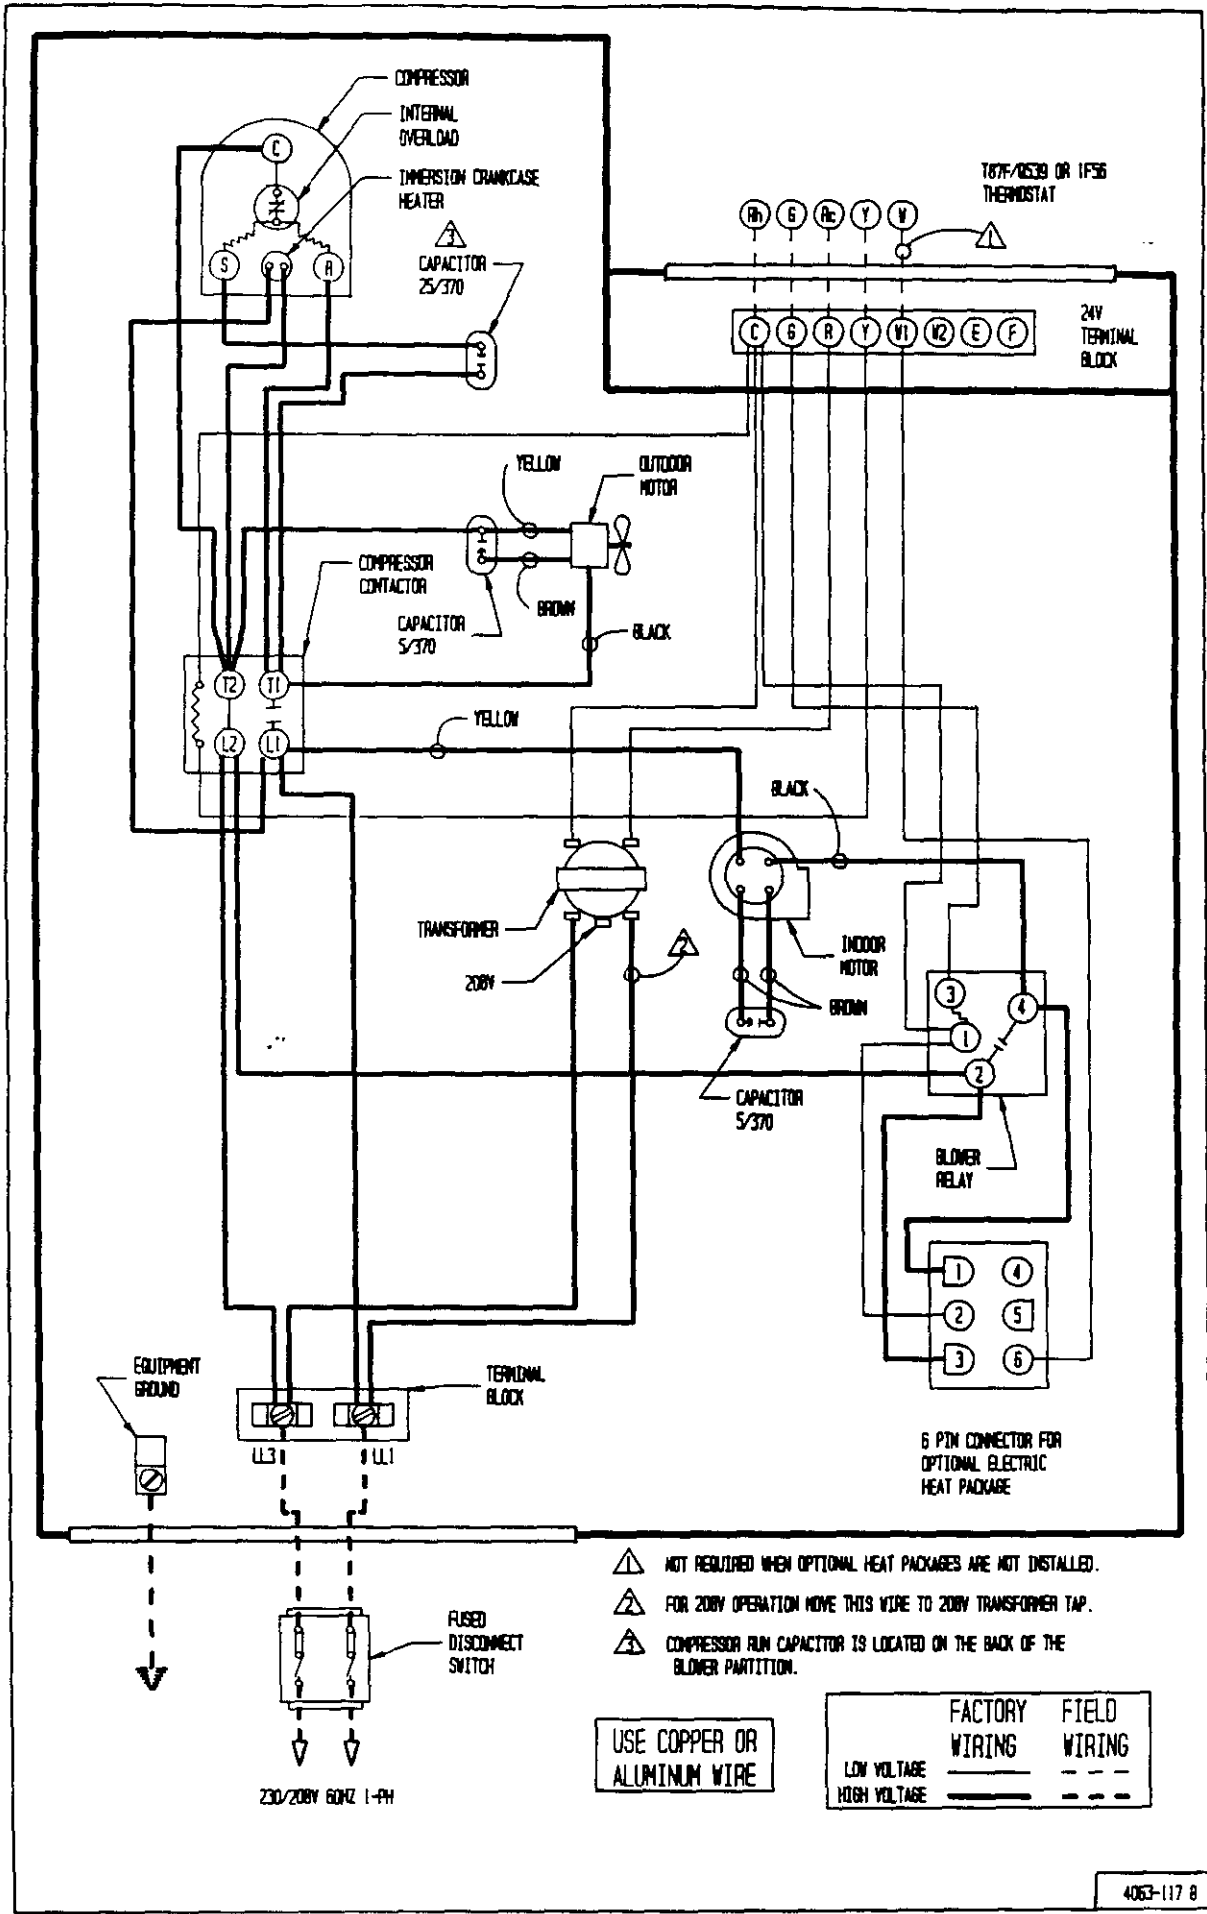 COMPRESSOR
INTERNAL
OVERLOAD
IMMERSION CRANKCASE
HEATER
C
S
R
3
CAPACITOR
25/370
T87F/Q539 OR 1F56
THERMOSTAT
Rh G Rc Y W
1
24V
TERMINAL
BLOCK
C G R Y W1 W2 E F
YELLOW
OUTDOOR
MOTOR
COMPRESSOR
CONTACTOR
CAPACITOR
5/370
BROWN
BLACK
T2 T1
L2 L1
YELLOW
BLACK
TRANSFORMER
208V
2
INDOOR
MOTOR
BROWN
CAPACITOR
5/370
3
4
1
2
BLOWER
RELAY
1 4
2 5
3 6
6 PIN CONNECTOR FOR
OPTIONAL ELECTRIC
HEAT PACKAGE
EQUIPMENT
GROUND
TERMINAL
BLOCK
LL3 LL1
FUSED
DISCONNECT
SWITCH
230/208V 60HZ 1-PH
1 NOT REQUIRED WHEN OPTIONAL HEAT PACKAGES ARE NOT INSTALLED.
2 FOR 208V OPERATION MOVE THIS WIRE TO 208V TRANSFORMER TAP.
3 COMPRESSOR RUN CAPACITOR IS LOCATED ON THE BACK OF THE
BLOWER PARTITION.
USE COPPER OR
ALUMINUM WIRE
FACTORY FIELD
WIRING WIRING
LOW VOLTAGE
HIGH VOLTAGE
4063-117 B